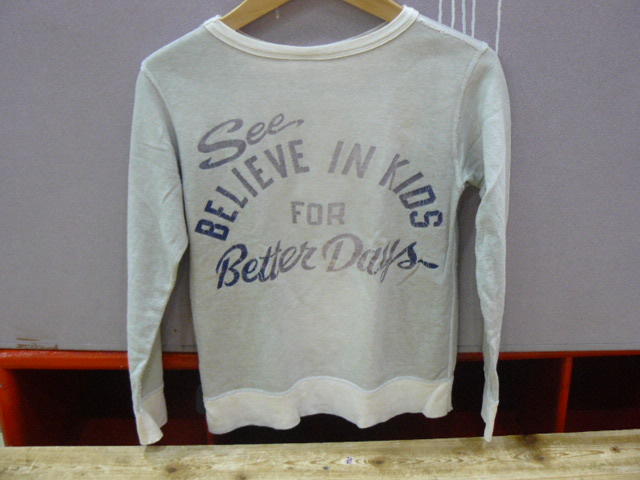 See
BELIEVE IN KIDS
FOR
Better Days